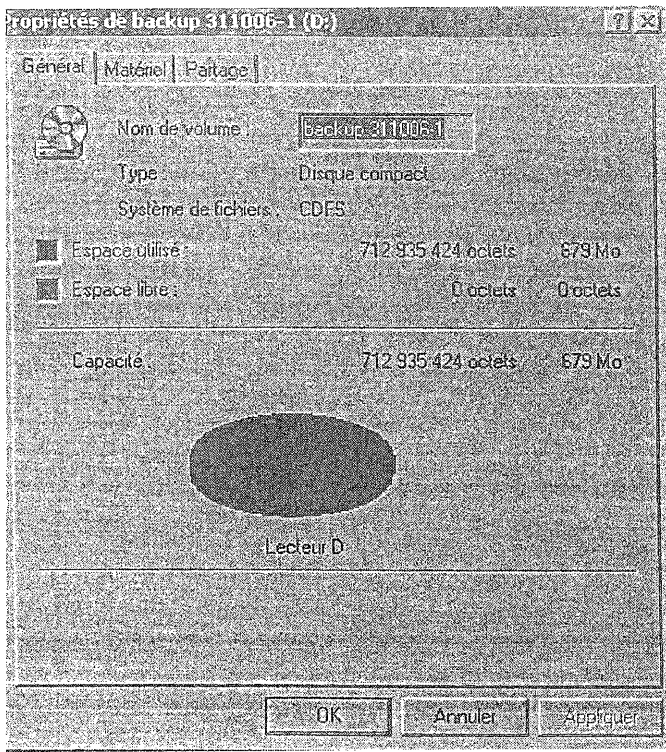 Propriétés de backup 311006-1 (D:)
Général Matériel Partage
Nom de volume : backup 311006-1
Type : Disque compact
Système de fichiers : CDFS
Espace utilisé : 712 935 424 octets 679 Mo
Espace libre : 0 octets 0 octets
Capacité : 712 935 424 octets 679 Mo
Lecteur D
OK Annuler Appliquer